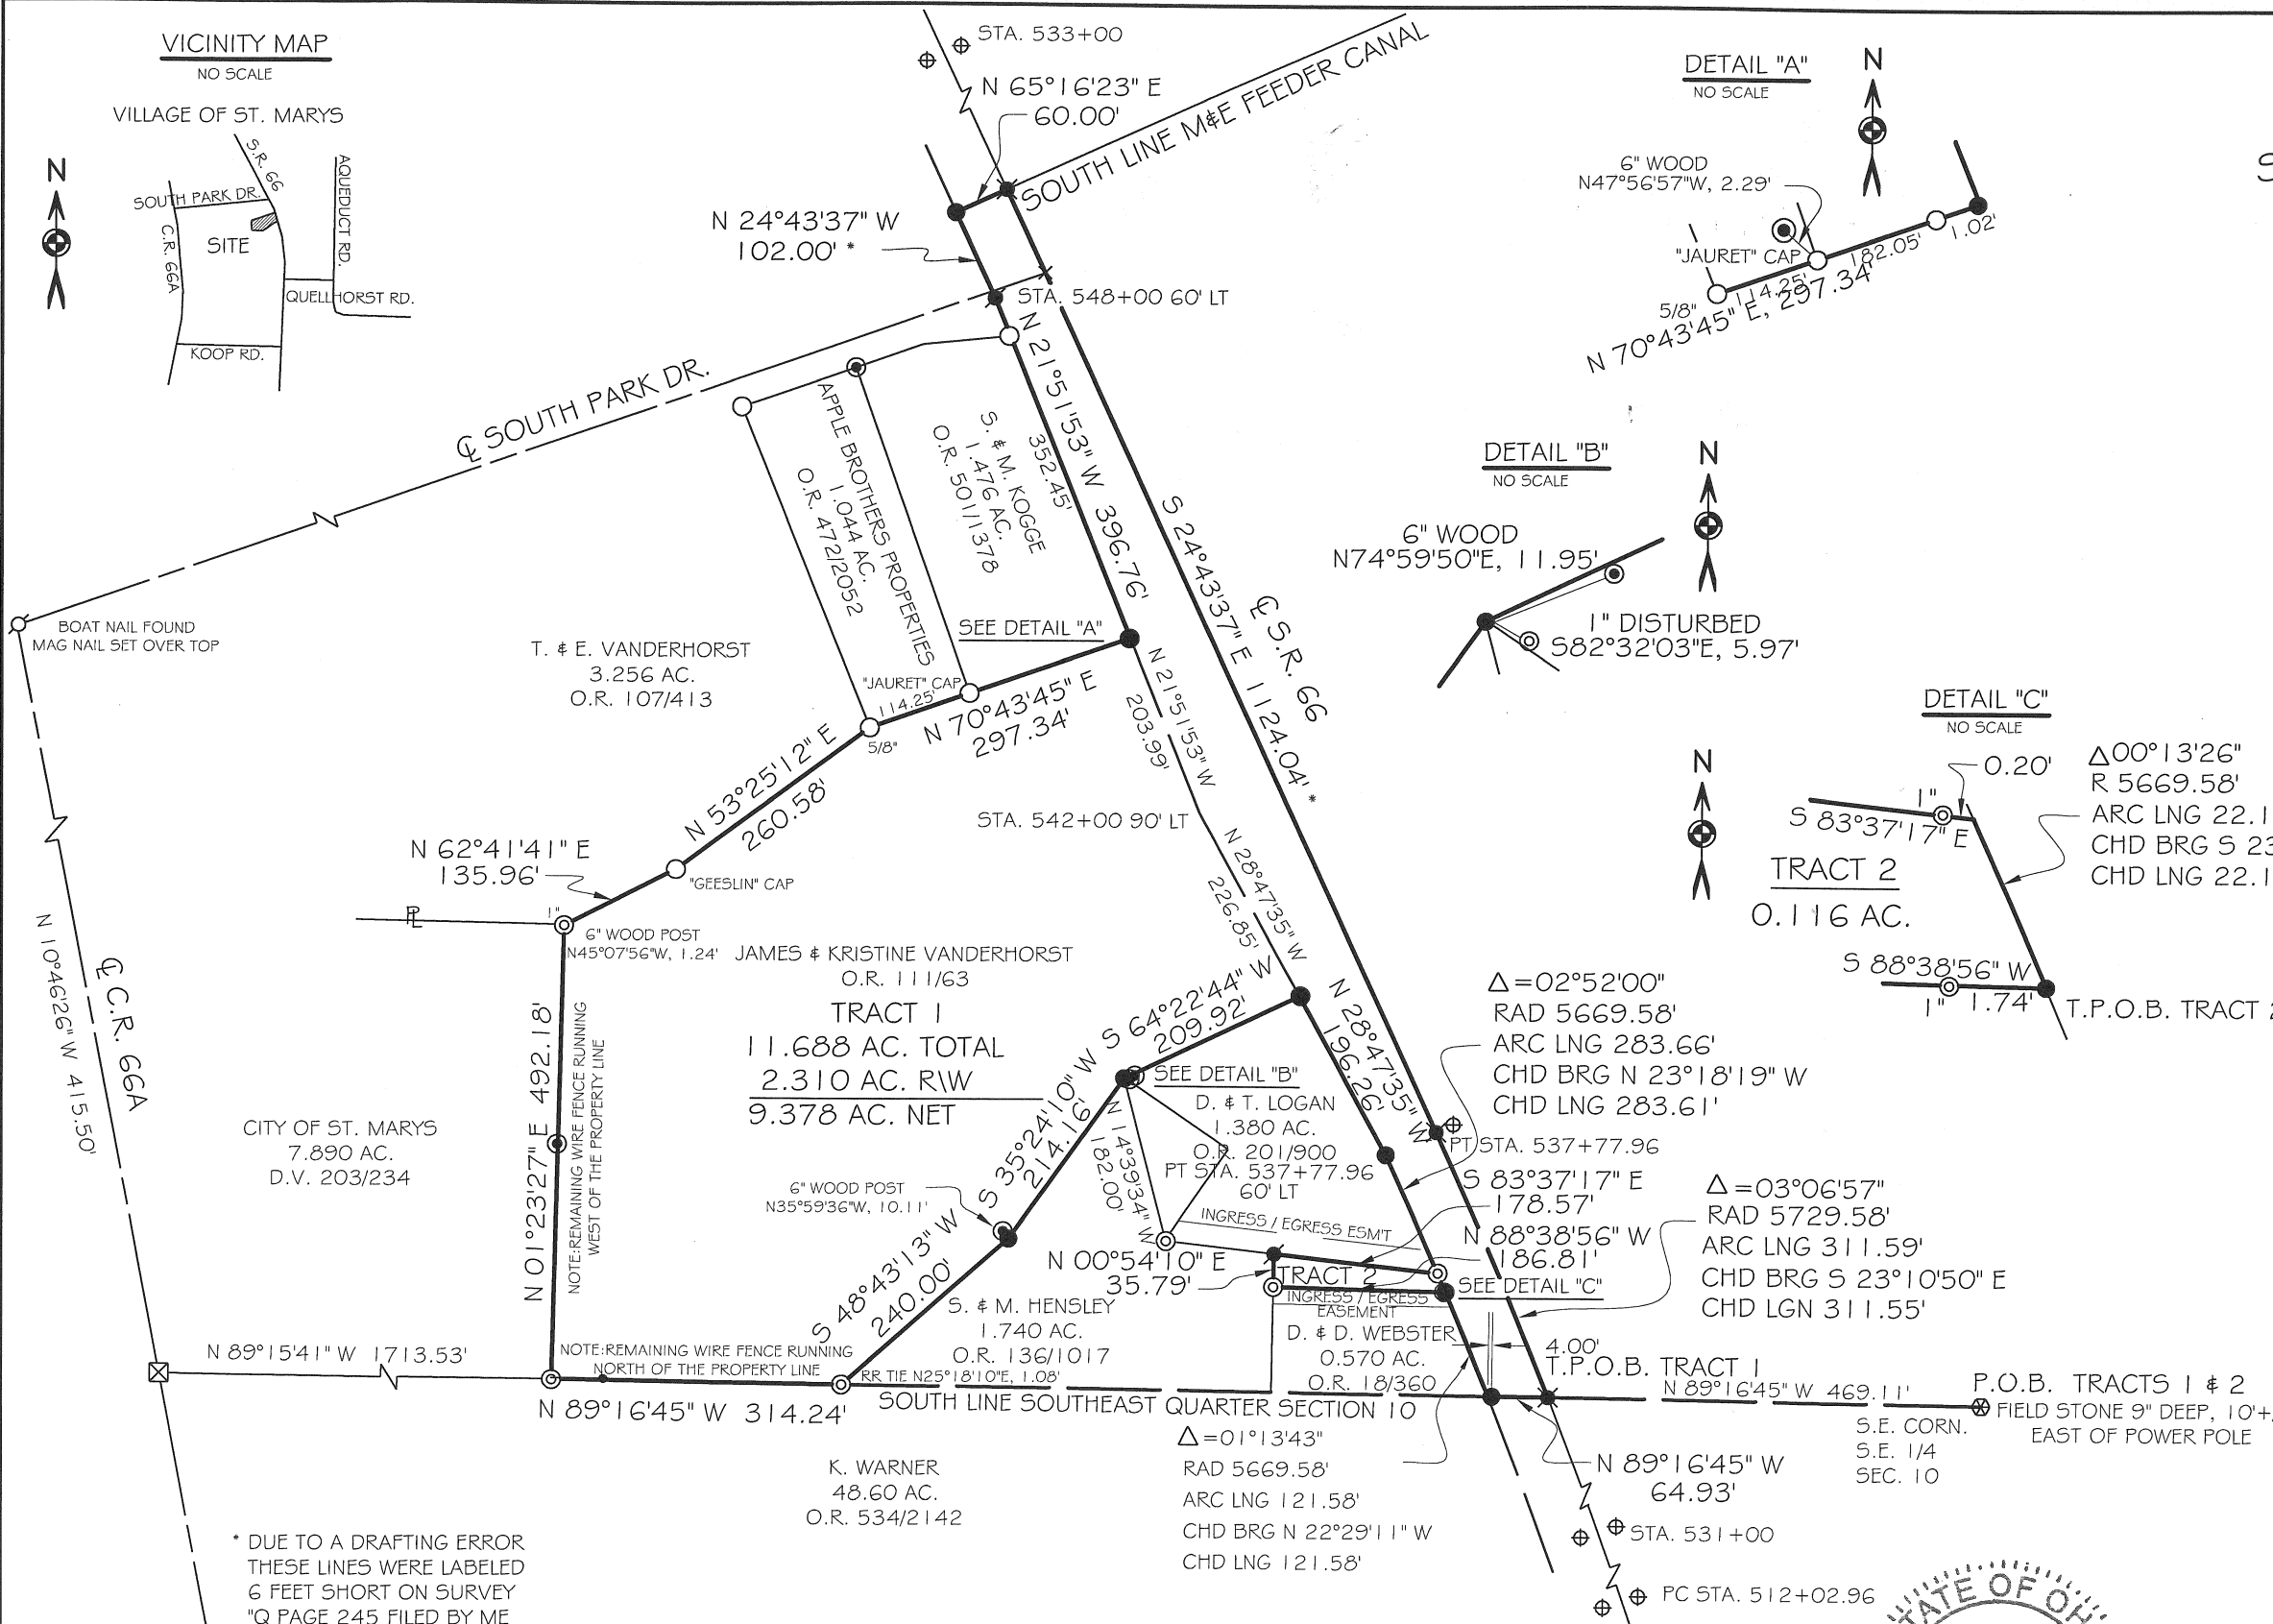 VICINITY MAP
NO SCALE
VILLAGE OF ST. MARYS
N
S.R. 66
SOUTH PARK DR.
AQUEDUCT RD.
C.R. 66A
SITE
QUELLHORST RD.
KOOP RD.
STA. 533+00
N 65°16'23" E
60.00'
SOUTH LINE M&E FEEDER CANAL
N 24°43'37" W
102.00' *
STA. 548+00 60' LT
℄ SOUTH PARK DR.
N 21°51'53" W 396.76'
352.45'
S. & M. KOGGE
1.476 AC.
O.R. 501/1378
APPLE BROTHERS PROPERTIES
1.044 AC.
O.R. 472/2052
S 24°43'37" E 1124.04' *
℄ S.R. 66
DETAIL "A"
NO SCALE
N
6" WOOD
N47°56'57"W, 2.29'
"JAURET" CAP
182.05'
1.02'
5/8"
114.25'
N 70°43'45" E, 297.34'
DETAIL "B"
NO SCALE
N
6" WOOD
N74°59'50"E, 11.95'
1" DISTURBED
S82°32'03"E, 5.97'
DETAIL "C"
NO SCALE
N
0.20'
1"
S 83°37'17" E
Δ00°13'26"
R 5669.58'
ARC LNG 22.1
CHD BRG S 23
CHD LNG 22.1
TRACT 2
0.116 AC.
S 88°38'56" W
1" 1.74'
T.P.O.B. TRACT 2
BOAT NAIL FOUND
MAG NAIL SET OVER TOP
T. & E. VANDERHORST
3.256 AC.
O.R. 107/413
SEE DETAIL "A"
"JAURET" CAP
114.25'
5/8"
N 70°43'45" E
297.34'
N 21°51'53" W
203.99'
STA. 542+00 90' LT
N 53°25'12" E
260.58'
N 62°41'41" E
135.96'
"GEESLIN" CAP
PL
1"
6" WOOD POST
N45°07'56"W, 1.24'
JAMES & KRISTINE VANDERHORST
O.R. 111/63
TRACT 1
11.688 AC. TOTAL
2.310 AC. R\W
9.378 AC. NET
N 28°47'35" W
226.85'
S 64°22'44" W
209.92'
N 28°47'35" W
196.26'
Δ=02°52'00"
RAD 5669.58'
ARC LNG 283.66'
CHD BRG N 23°18'19" W
CHD LNG 283.61'
N 10°46'26" W 415.50'
℄ C.R. 66A
N 01°23'27" E 492.18'
NOTE:REMAINING WIRE FENCE RUNNING
WEST OF THE PROPERTY LINE
CITY OF ST. MARYS
7.890 AC.
D.V. 203/234
SEE DETAIL "B"
D. & T. LOGAN
1.380 AC.
O.R. 201/900
PT STA. 537+77.96
60' LT
PT STA. 537+77.96
S 35°24'10" W
214.16'
N 14°39'34" W
182.00'
6" WOOD POST
N35°59'36"W, 10.11'
INGRESS / EGRESS ESM'T
S 83°37'17" E
178.57'
N 88°38'56" W
186.81'
Δ=03°06'57"
RAD 5729.58'
ARC LNG 311.59'
CHD BRG S 23°10'50" E
CHD LGN 311.55'
N 00°54'10" E
35.79'
TRACT 2
INGRESS / EGRESS
EASEMENT
SEE DETAIL "C"
S 48°43'13" W
240.00'
S. & M. HENSLEY
1.740 AC.
O.R. 136/1017
D. & D. WEBSTER
0.570 AC.
O.R. 18/360
4.00'
T.P.O.B. TRACT 1
N 89°15'41" W 1713.53'
NOTE:REMAINING WIRE FENCE RUNNING
NORTH OF THE PROPERTY LINE
RR TIE N25°18'10"E, 1.08'
N 89°16'45" W 314.24'
SOUTH LINE SOUTHEAST QUARTER SECTION 10
N 89°16'45" W 469.11'
P.O.B. TRACTS 1 & 2
FIELD STONE 9" DEEP, 10'+
EAST OF POWER POLE
S.E. CORN.
S.E. 1/4
SEC. 10
Δ=01°13'43"
RAD 5669.58'
ARC LNG 121.58'
CHD BRG N 22°29'11" W
CHD LNG 121.58'
N 89°16'45" W
64.93'
K. WARNER
48.60 AC.
O.R. 534/2142
STA. 531+00
PC STA. 512+02.96
* DUE TO A DRAFTING ERROR
THESE LINES WERE LABELED
6 FEET SHORT ON SURVEY
"Q PAGE 245 FILED BY ME
TATE OF OH